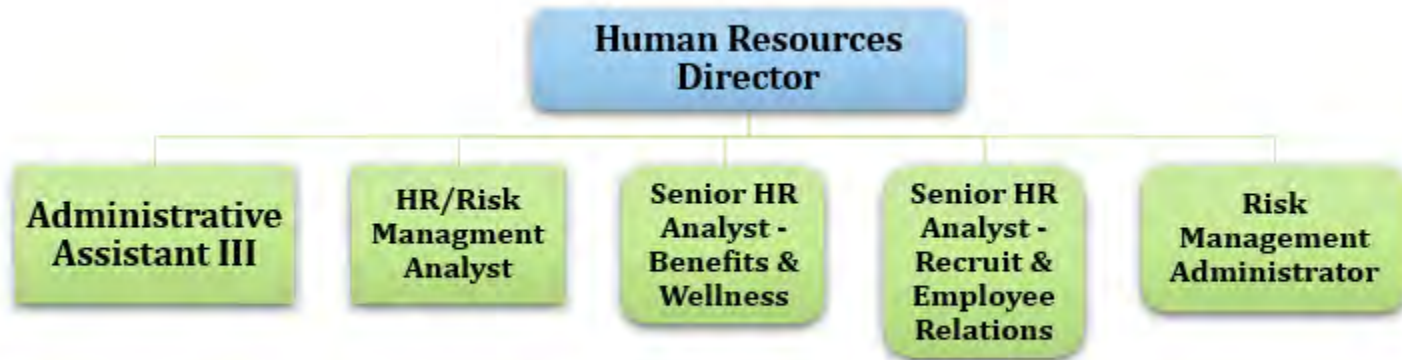 Human Resources
Director
Administrative
Assistant III
HR/Risk
Managment
Analyst
Senior HR
Analyst -
Benefits &
Wellness
Senior HR
Analyst -
Recruit &
Employee
Relations
Risk
Management
Administrator